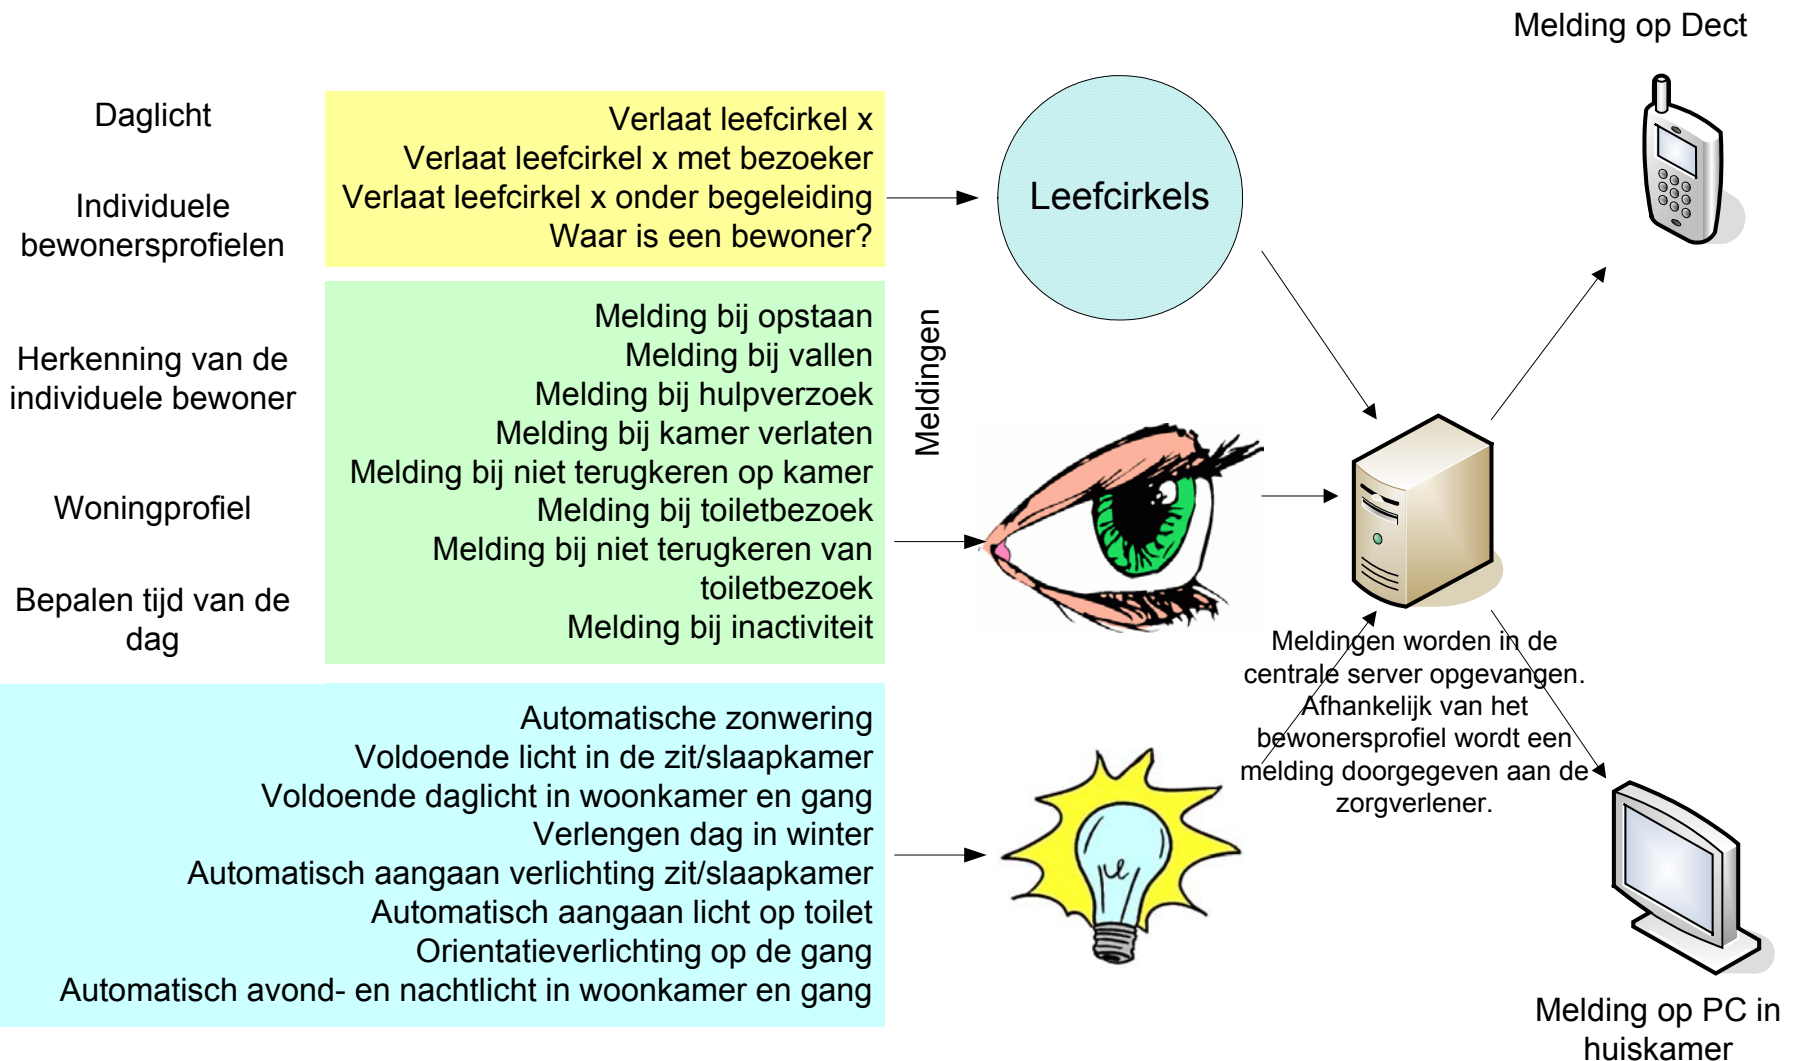 Melding op Dect
Daglicht
Individuele
bewonersprofielen
Herkenning van de
individuele bewoner
Woningprofiel
Bepalen tijd van de
dag
Verlaat leefcirkel x
Verlaat leefcirkel x met bezoeker
Verlaat leefcirkel x onder begeleiding
Waar is een bewoner?
Melding bij opstaan
Melding bij vallen
Melding bij hulpverzoek
Melding bij kamer verlaten
Melding bij niet terugkeren op kamer
Melding bij toiletbezoek
Melding bij niet terugkeren van
toiletbezoek
Melding bij inactiviteit
Automatische zonwering
Voldoende licht in de zit/slaapkamer
Voldoende daglicht in woonkamer en gang
Verlengen dag in winter
Automatisch aangaan verlichting zit/slaapkamer
Automatisch aangaan licht op toilet
Orientatieverlichting op de gang
Automatisch avond- en nachtlicht in woonkamer en gang
Meldingen
Leefcirkels
Meldingen worden in de
centrale server opgevangen.
Afhankelijk van het
bewonersprofiel wordt een
melding doorgegeven aan de
zorgverlener.
Melding op PC in
huiskamer